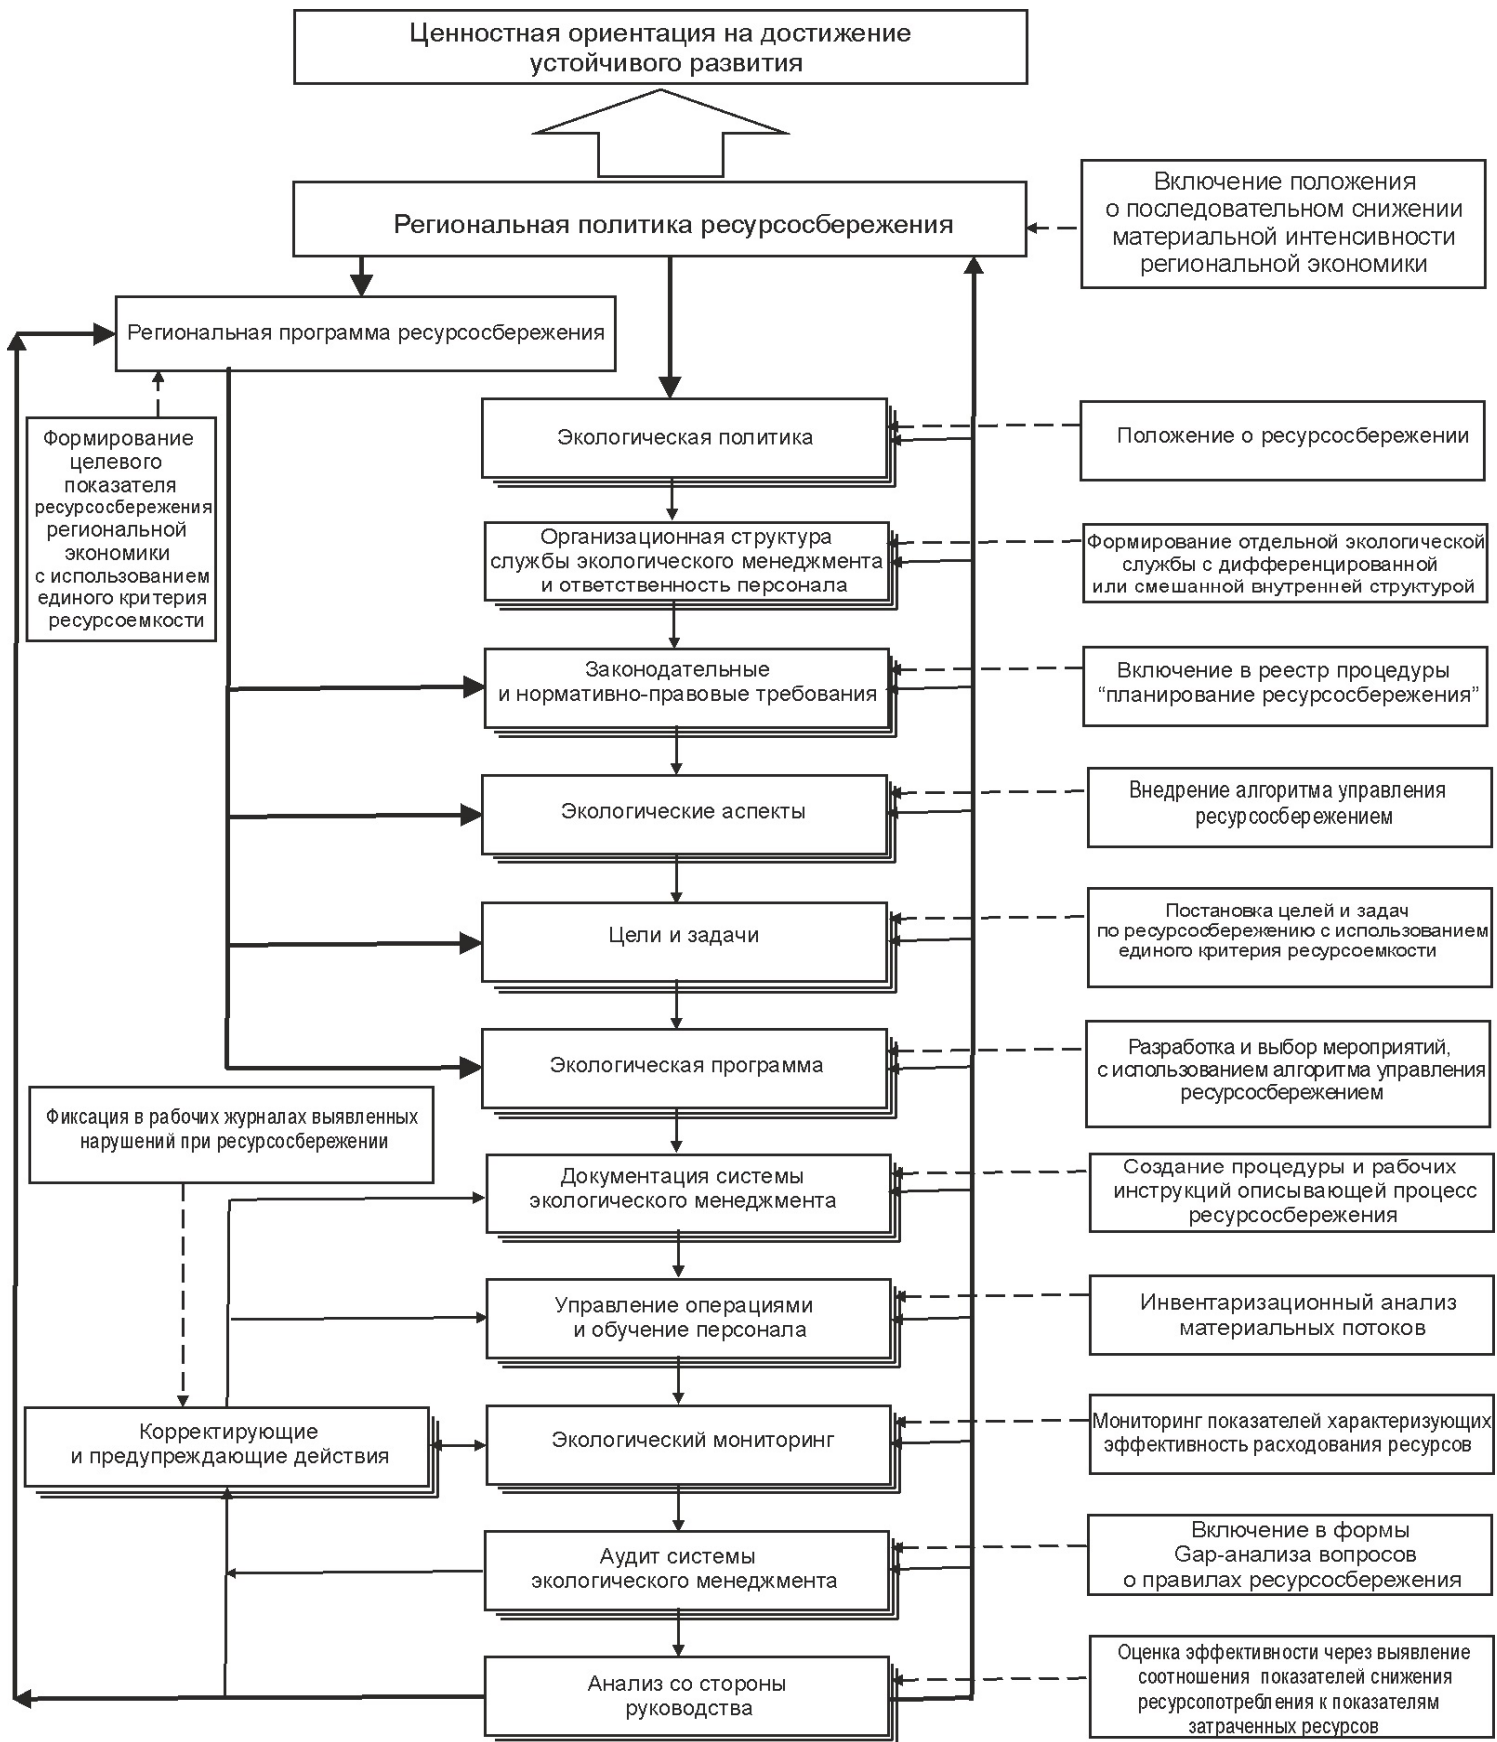 Ценностная ориентация на достижение
устойчивого развития
Региональная политика ресурсосбережения
Включение положения
о последовательном снижении
материальной интенсивности
региональной экономики
Региональная программа ресурсосбережения
Формирование
целевого
показателя
ресурсосбережения
региональной
экономики
с использованием
единого критерия
ресурсоемкости
Экологическая политика
Положение о ресурсосбережении
Организационная структура
службы экологического менеджмента
и ответственность персонала
Формирование отдельной экологической
службы с дифференцированной
или смешанной внутренней структурой
Законодательные
и нормативно-правовые требования
Включение в реестр процедуры
“планирование ресурсосбережения”
Экологические аспекты
Внедрение алгоритма управления
ресурсосбережением
Цели и задачи
Постановка целей и задач
по ресурсосбережению с использованием
единого критерия ресурсоемкости
Экологическая программа
Разработка и выбор мероприятий,
с использованием алгоритма управления
ресурсосбережением
Фиксация в рабочих журналах выявленных
нарушений при ресурсосбережении
Документация системы
экологического менеджмента
Создание процедуры и рабочих
инструкций описывающей процесс
ресурсосбережения
Управление операциями
и обучение персонала
Инвентаризационный анализ
материальных потоков
Корректирующие
и предупреждающие действия
Экологический мониторинг
Мониторинг показателей характеризующих
эффективность расходования ресурсов
Аудит системы
экологического менеджмента
Включение в формы
Gap-анализа вопросов
о правилах ресурсосбережения
Анализ со стороны
руководства
Оценка эффективности через выявление
соотношения показателей снижения
ресурсопотребления к показателям
затраченных ресурсов